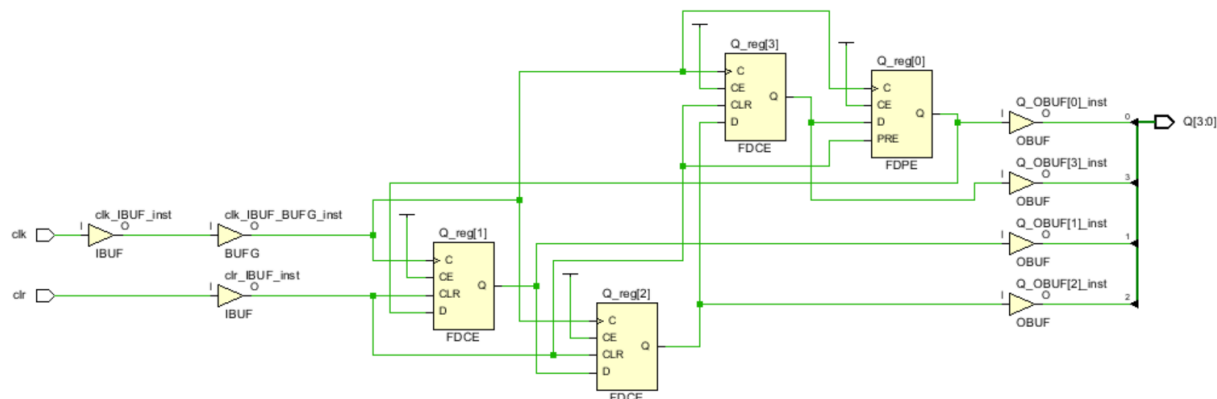 Q_reg[3]
C
CE
CLR
D
Q
FDCE
Q_reg[0]
C
CE
D
PRE
Q
FDPE
Q_OBUF[0]_inst
I
O
OBUF
0
Q[3:0]
Q_OBUF[3]_inst
I
O
OBUF
3
clk
clk_IBUF_inst
I
O
IBUF
clk_IBUF_BUFG_inst
I
O
BUFG
Q_reg[1]
C
CE
CLR
D
Q
FDCE
Q_OBUF[1]_inst
I
O
OBUF
1
clr
clr_IBUF_inst
I
O
IBUF
Q_reg[2]
C
CE
CLR
D
Q
FDCE
Q_OBUF[2]_inst
I
O
OBUF
2